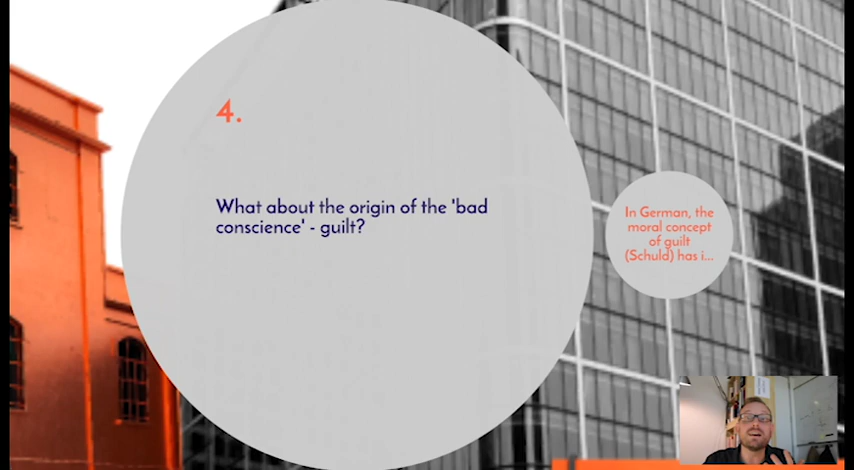 4.
What about the origin of the 'bad
conscience' - guilt?
In German, the
moral concept
of guilt
(Schuld) has i...